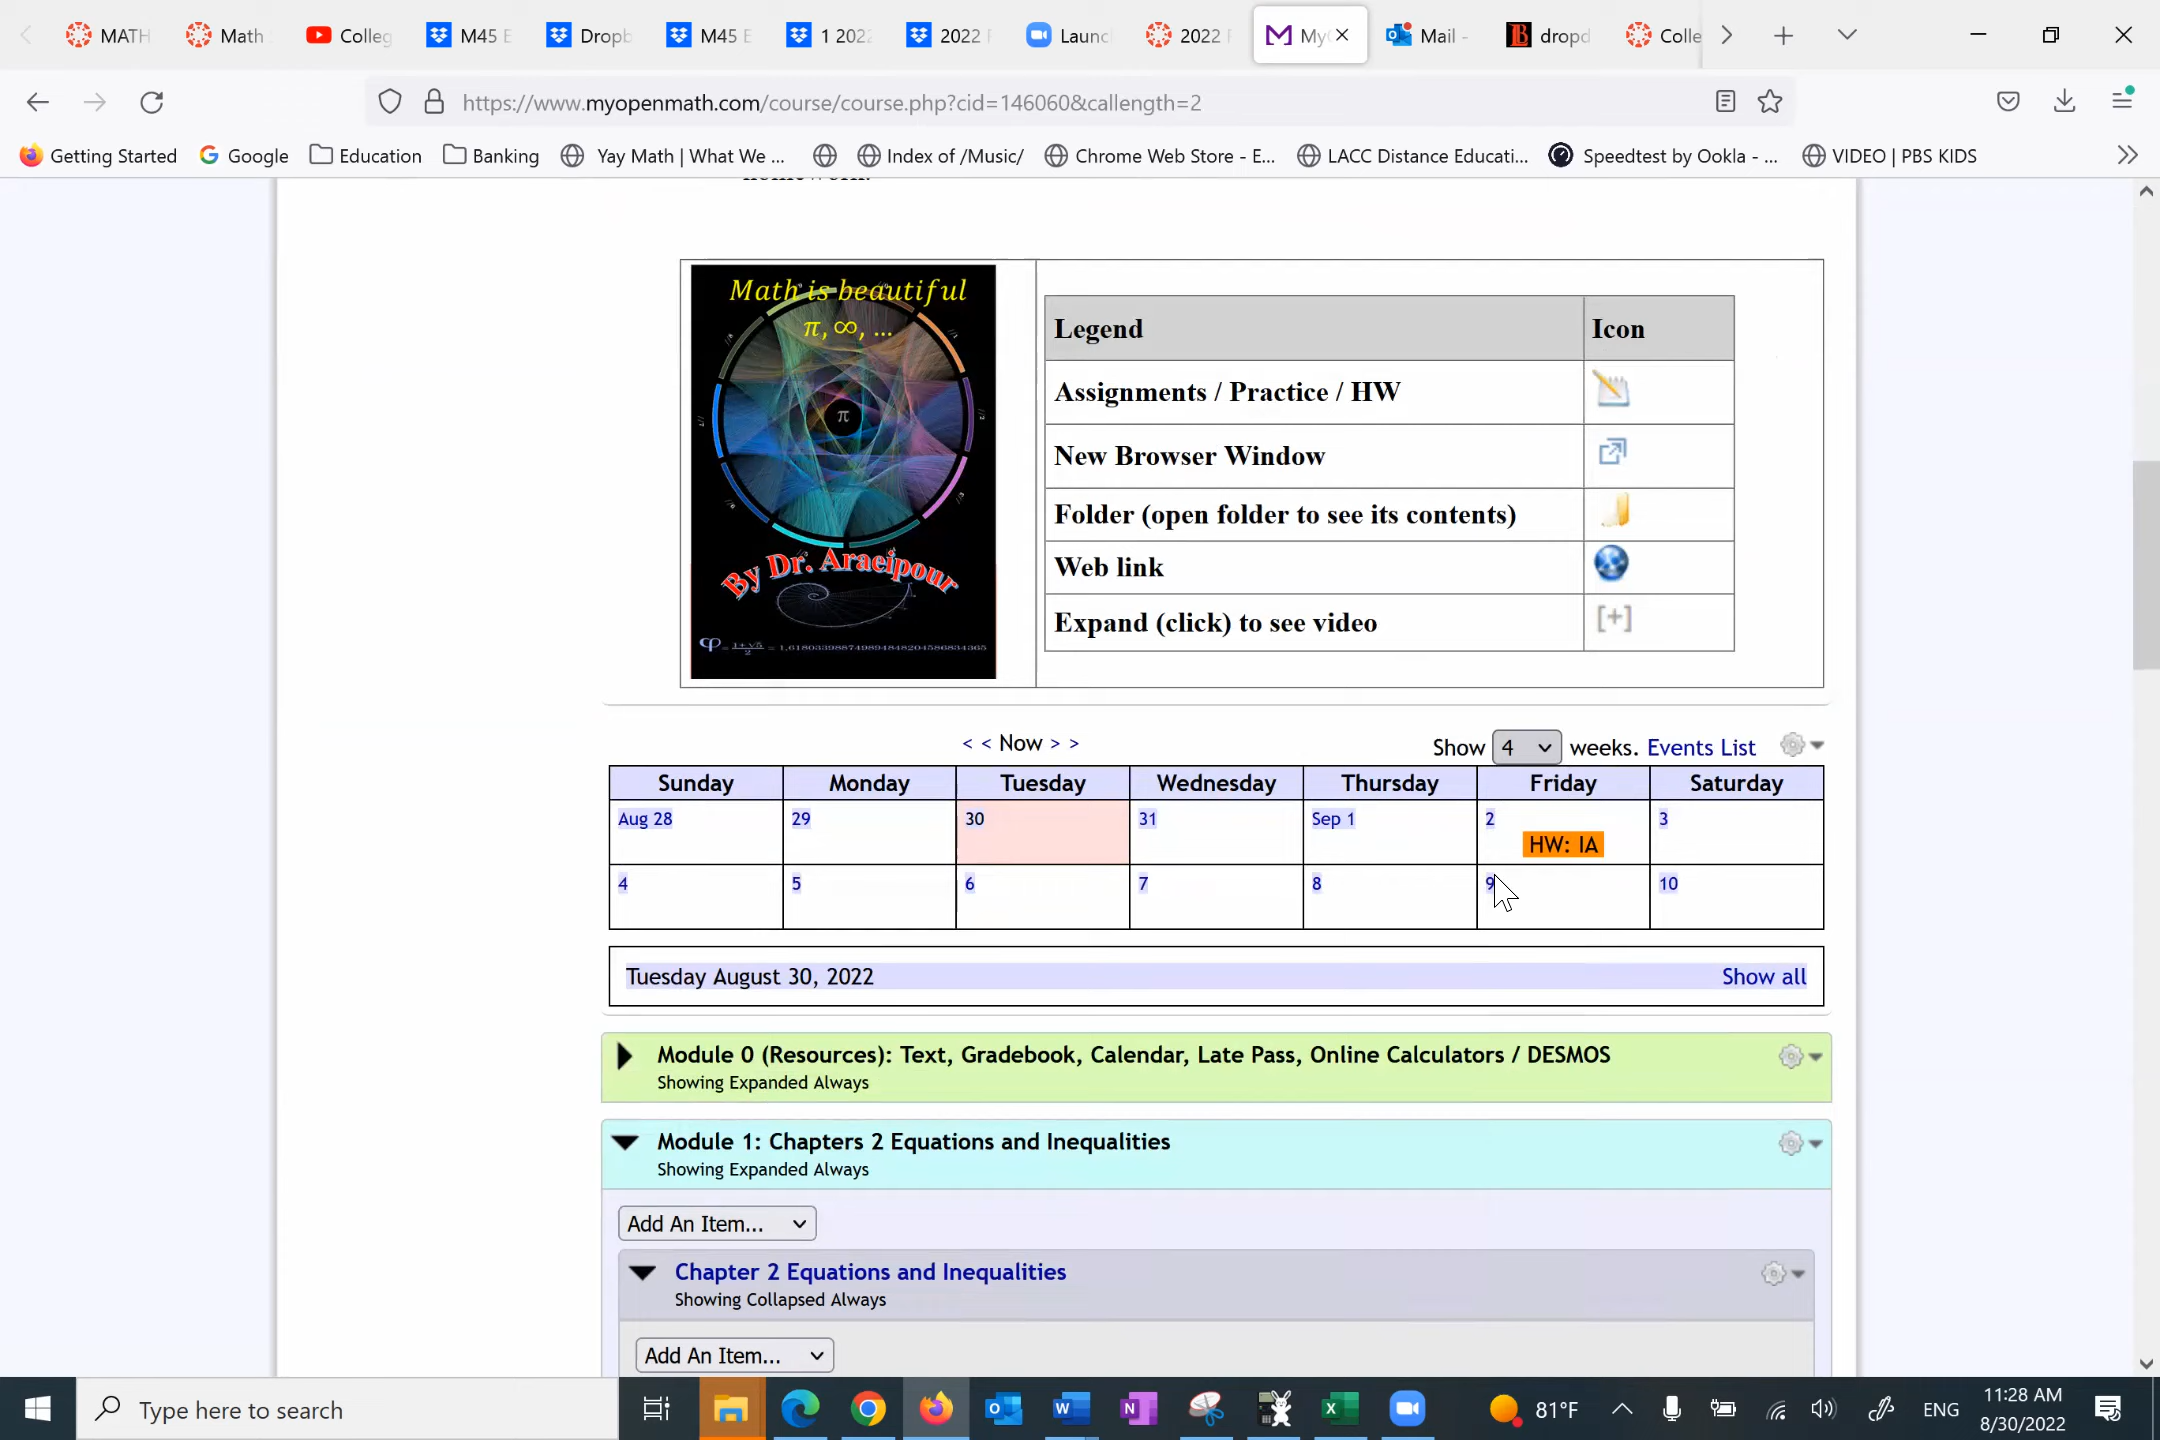 MATH
Math
Colleg
M45 E
Dropb
M45 E
1 2022
2022 F
Launc
2022 F
My
Mail -
dropd
Colle
https://www.myopenmath.com/course/course.php?cid=146060&callength=2
Getting Started
Google
Education
Banking
Yay Math | What We ...
Index of /Music/
Chrome Web Store - E...
LACC Distance Educati...
Speedtest by Ookla - ...
VIDEO | PBS KIDS
Math is beautiful
π, ∞, ...
π
By Dr. Araeipour
Legend Icon
Assignments / Practice / HW
New Browser Window
Folder (open folder to see its contents)
Web link
Expand (click) to see video [+]
< < Now > >
Show 4 weeks. Events List
Sunday Monday Tuesday Wednesday Thursday Friday Saturday
Aug 28 29 30 31 Sep 1 2 3
HW: IA
4 5 6 7 8 9 10
Tuesday August 30, 2022 Show all
Module 0 (Resources): Text, Gradebook, Calendar, Late Pass, Online Calculators / DESMOS
Showing Expanded Always
Module 1: Chapters 2 Equations and Inequalities
Showing Expanded Always
Add An Item...
Chapter 2 Equations and Inequalities
Showing Collapsed Always
Add An Item...
Type here to search
81°F
ENG
11:28 AM
8/30/2022